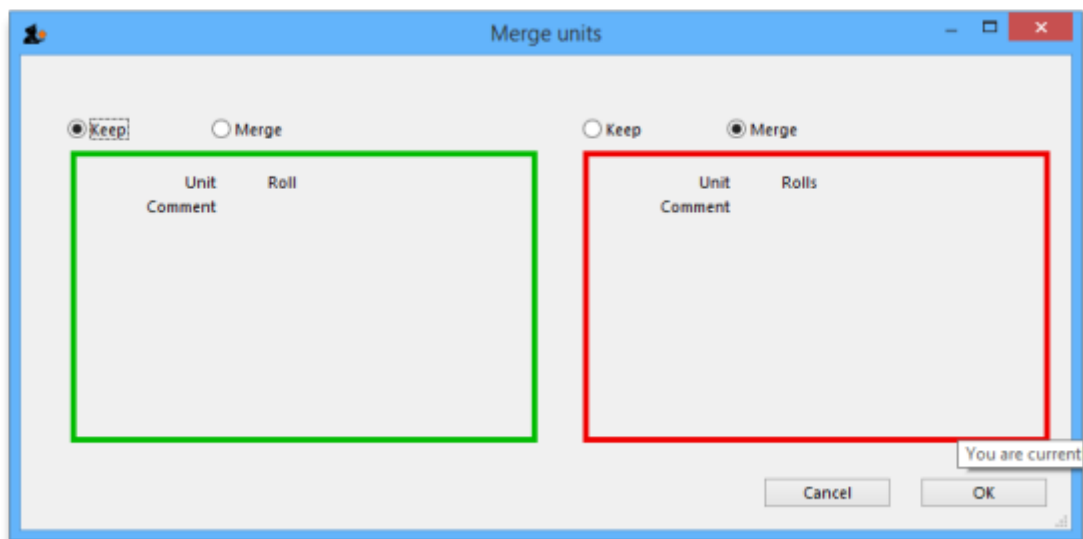 Merge units
Keep Merge Keep Merge
Unit Roll Unit Rolls
Comment Comment
You are current
Cancel OK